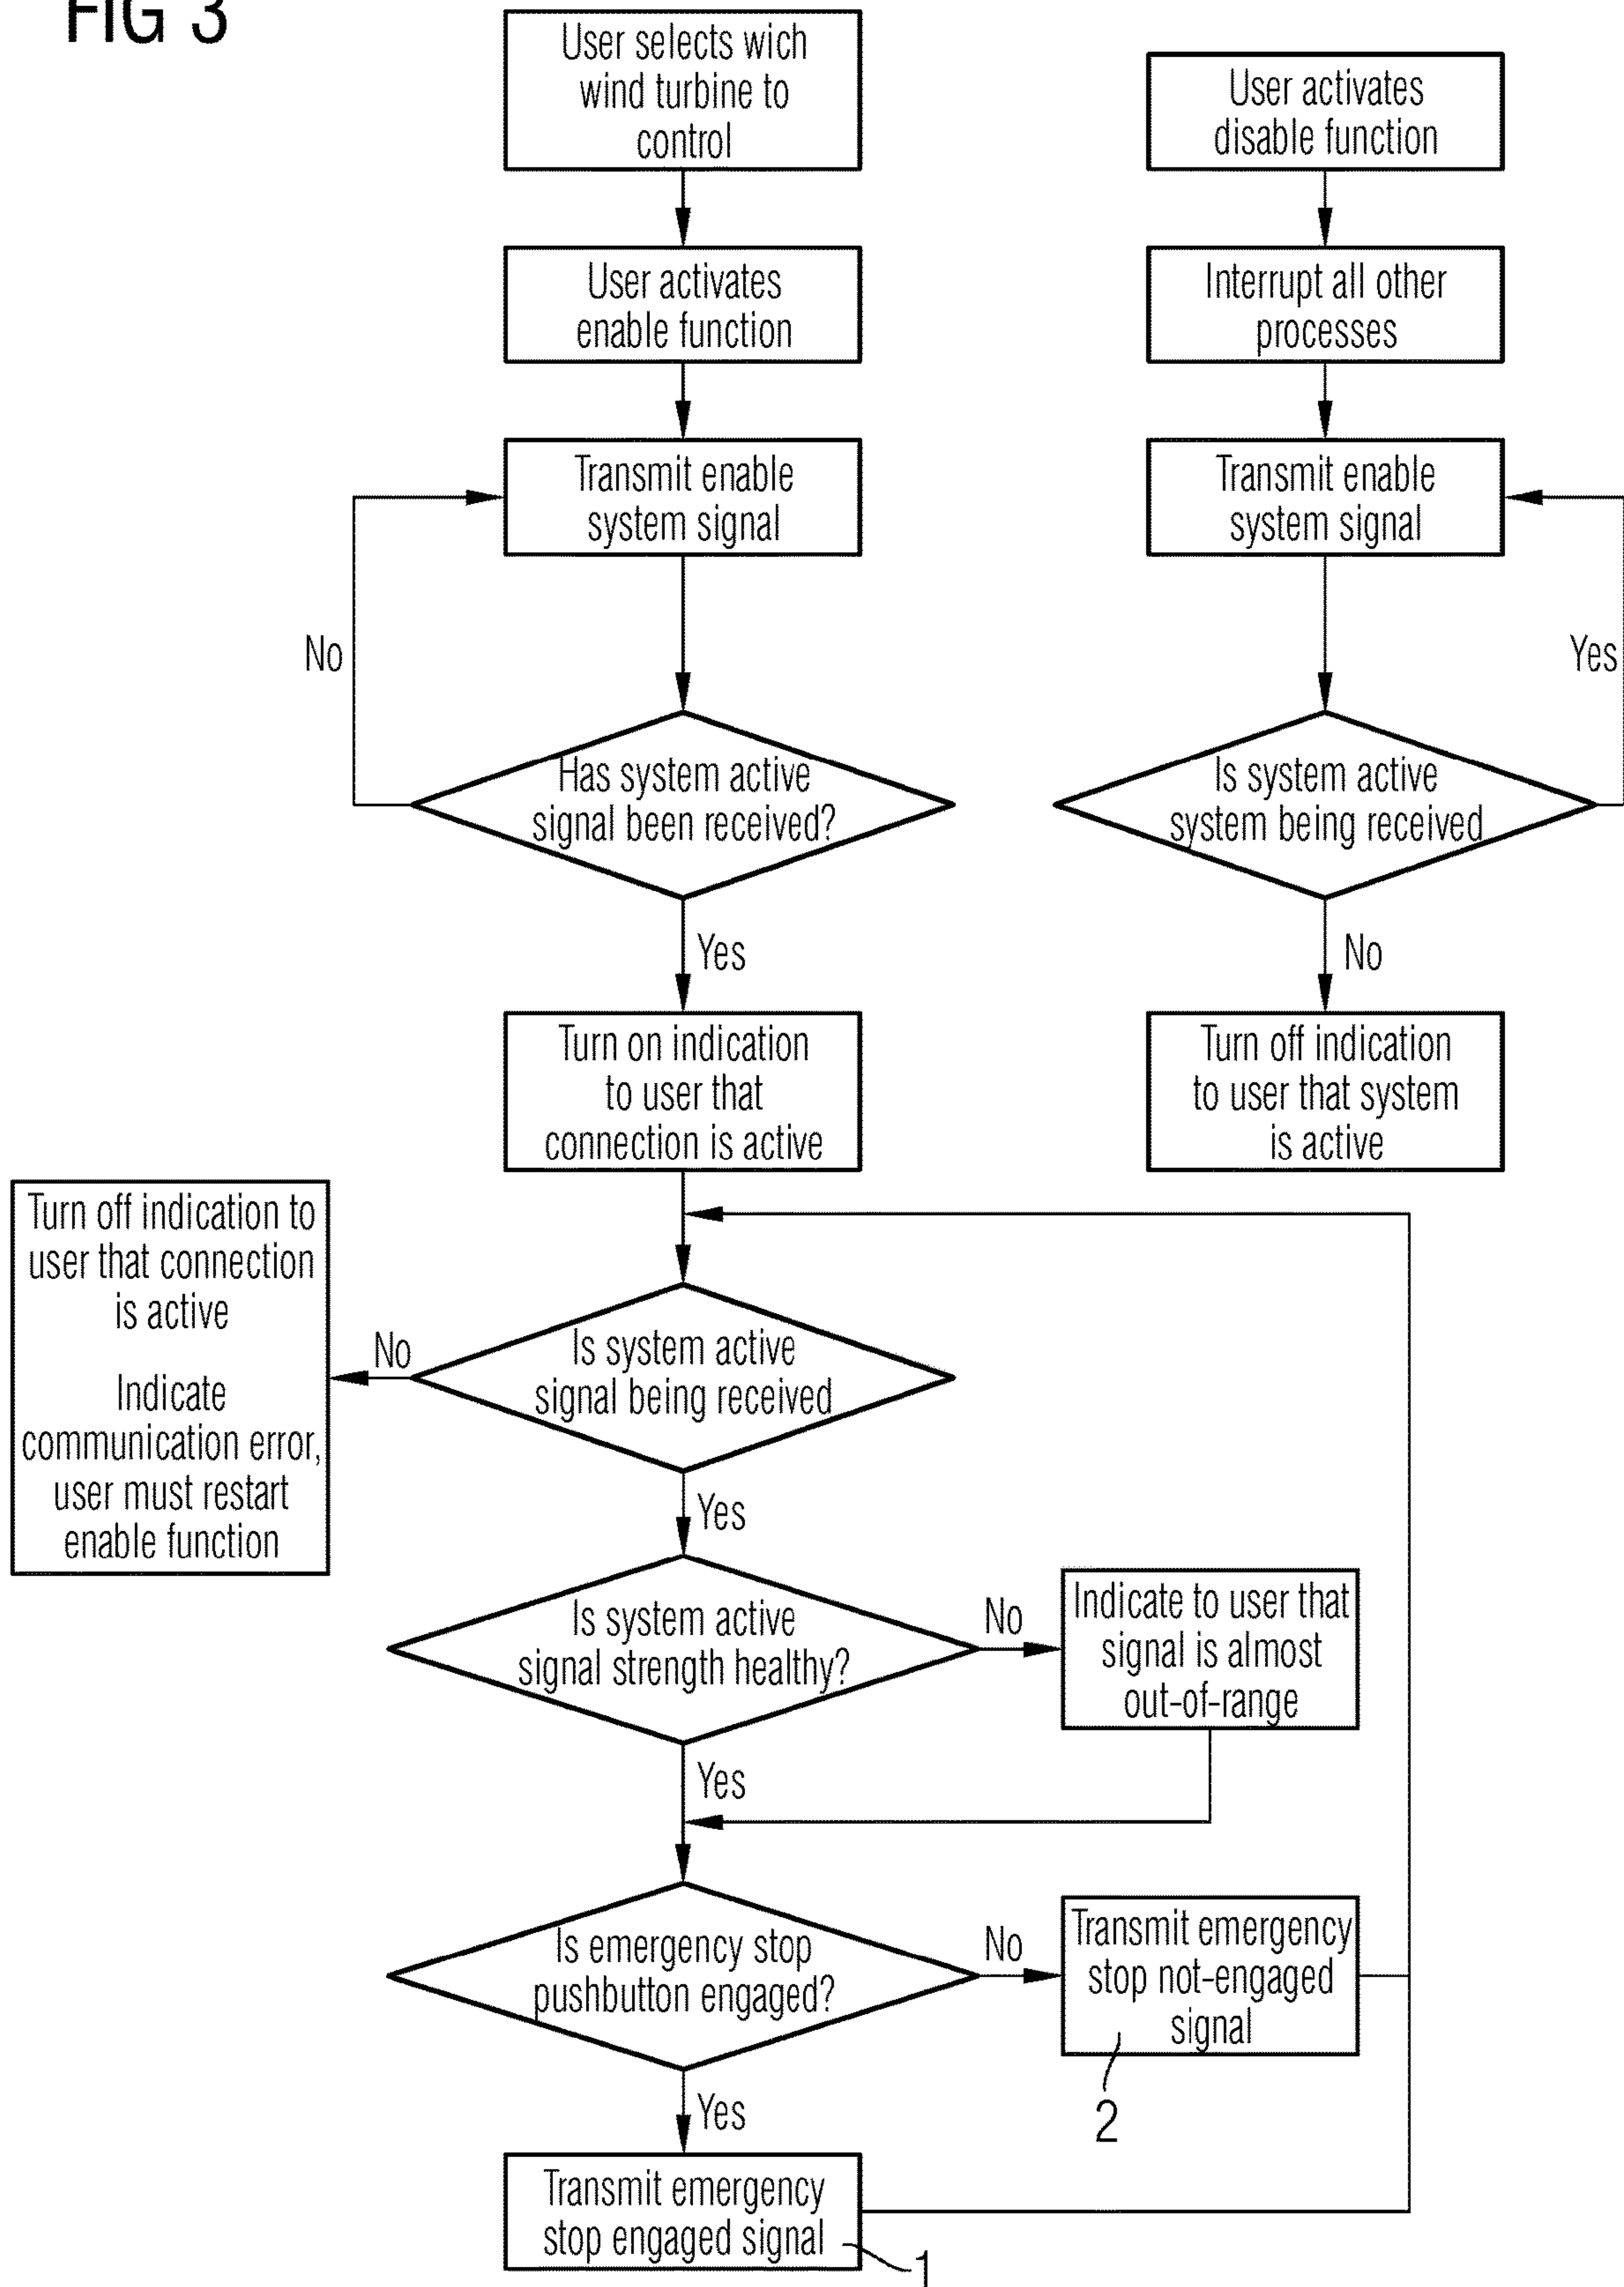 FIG 3
User selects wich
wind turbine to
control
User activates
enable function
Transmit enable
system signal
No
Has system active
signal been received?
Yes
Turn on indication
to user that
connection is active
User activates
disable function
Interrupt all other
processes
Transmit enable
system signal
Yes
Is system active
system being received
No
Turn off indication
to user that system
is active
Turn off indication to
user that connection
is active
Indicate
communication error,
user must restart
enable function
No
Is system active
signal being received
Yes
Is system active
signal strength healthy?
No
Indicate to user that
signal is almost
out-of-range
Yes
Is emergency stop
pushbutton engaged?
No
Transmit emergency
stop not-engaged
signal
2
Yes
Transmit emergency
stop engaged signal
1